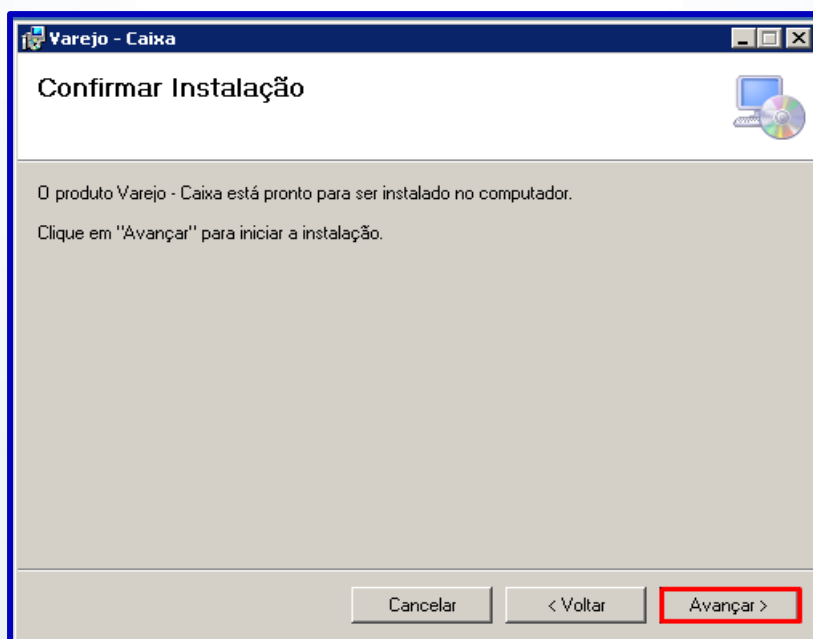 Varejo - Caixa
Confirmar Instalação
O produto Varejo - Caixa está pronto para ser instalado no computador.
Clique em "Avançar" para iniciar a instalação.
Cancelar
< Voltar
Avançar >